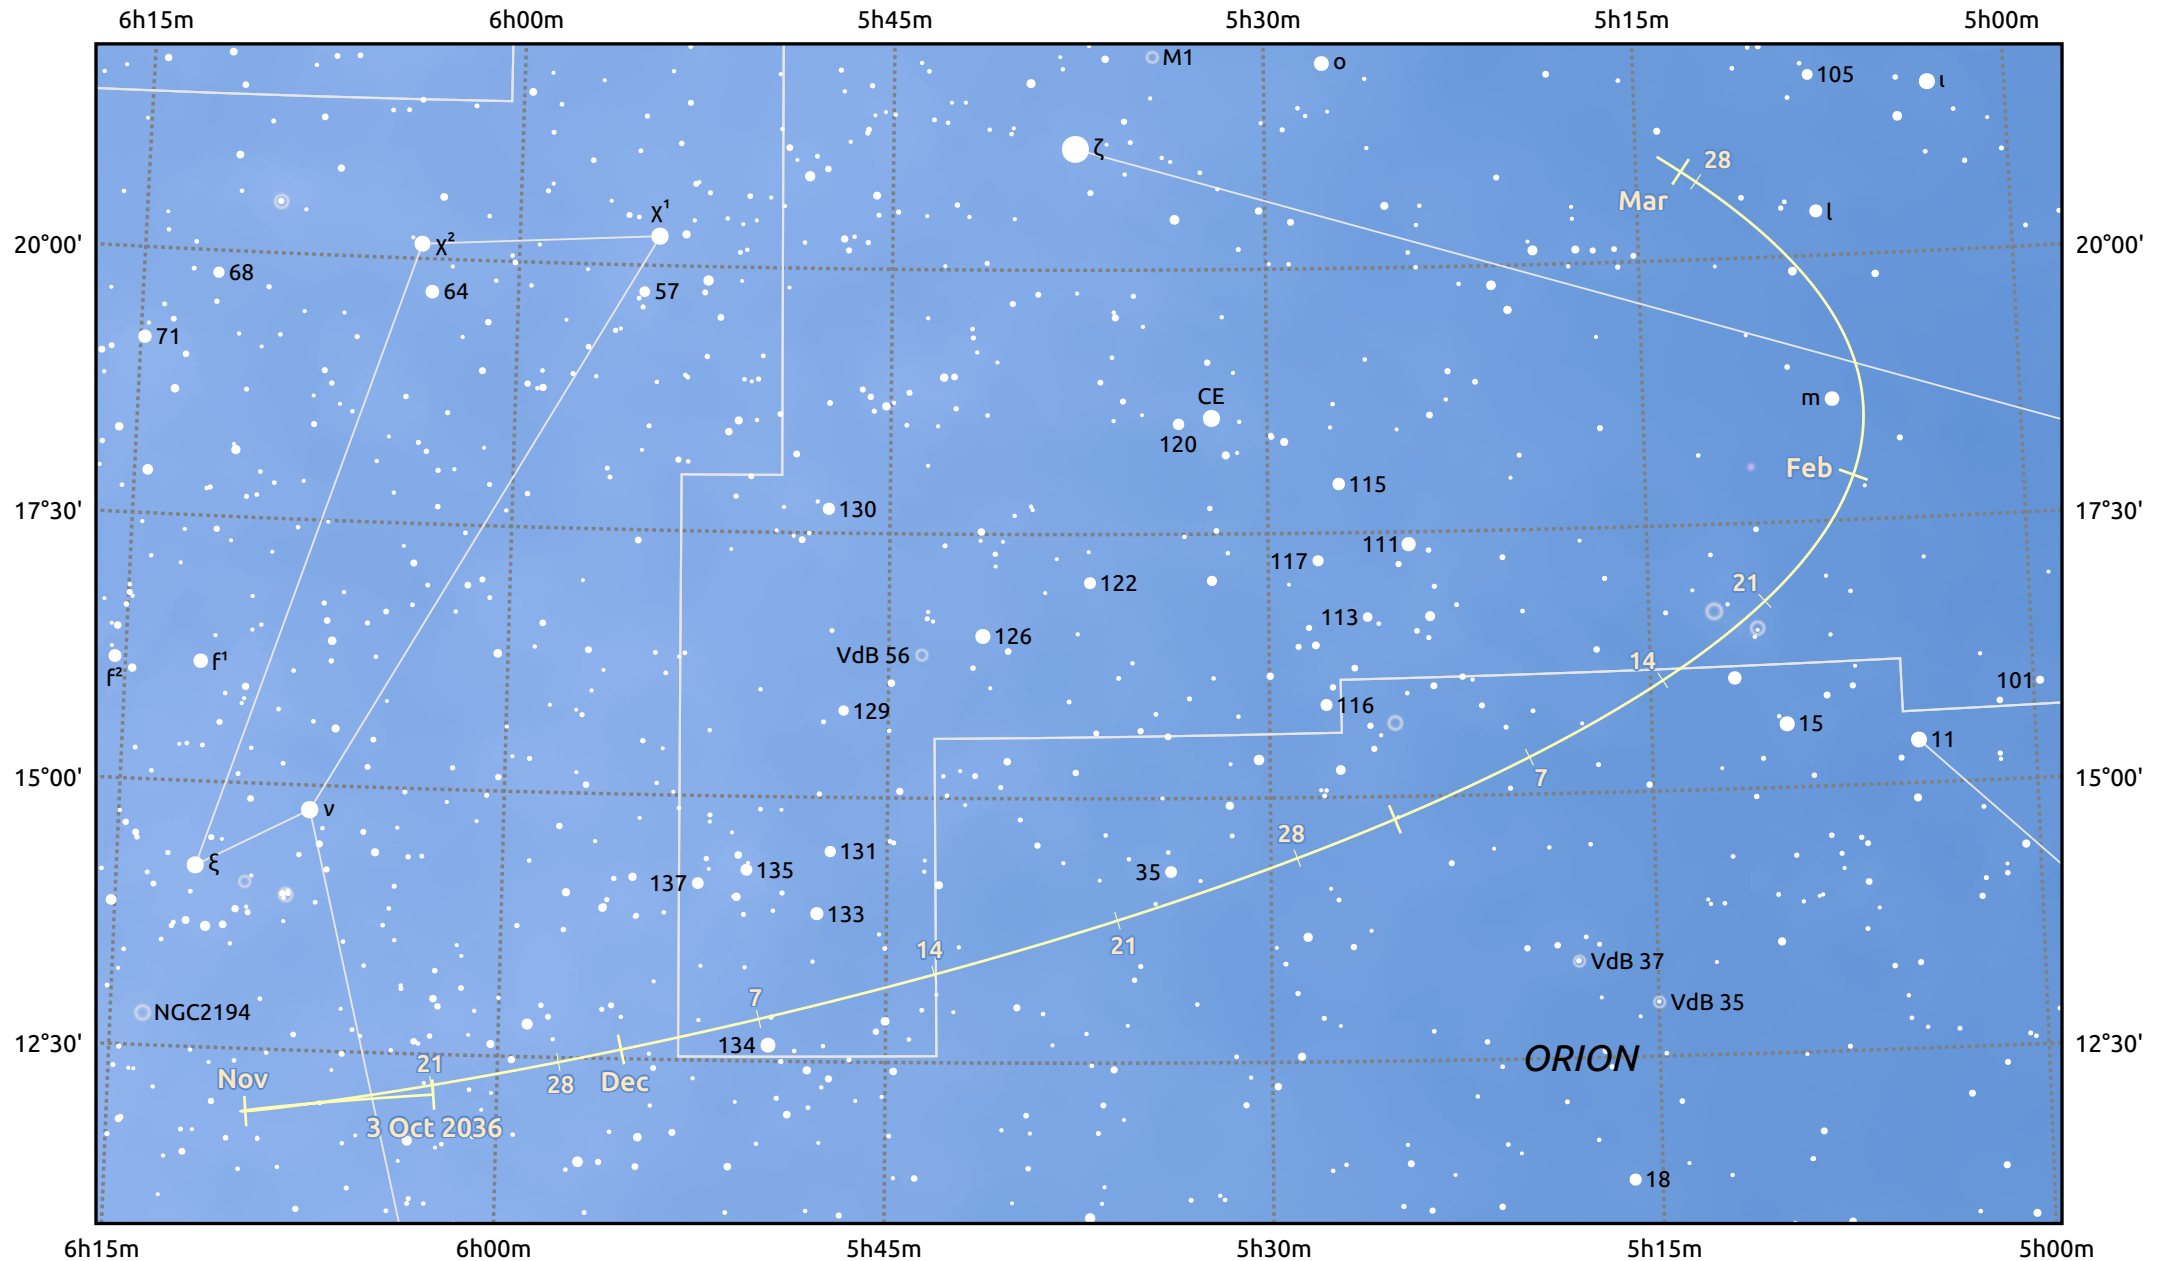 6h15m 6h00m 5h45m 5h30m 5h15m 5h00m
M1 ο 105 ι
ζ
28
Mar l
χ¹
20°00' χ² 20°00'
68 64 57
71
CE m
120
Feb
115
17°30' 130 17°30'
111
117
122 21
113
126
VdB 56 14
f² f¹
101
129 116
15
11
15°00' 7 15°00'
ν
28
131
ξ 135 35
137
133
14 21
VdB 37
7 VdB 35
NGC2194
12°30' 134 12°30'
21 ORION
Nov 28 Dec
3 Oct 2036
18
6h15m 6h00m 5h45m 5h30m 5h15m 5h00m